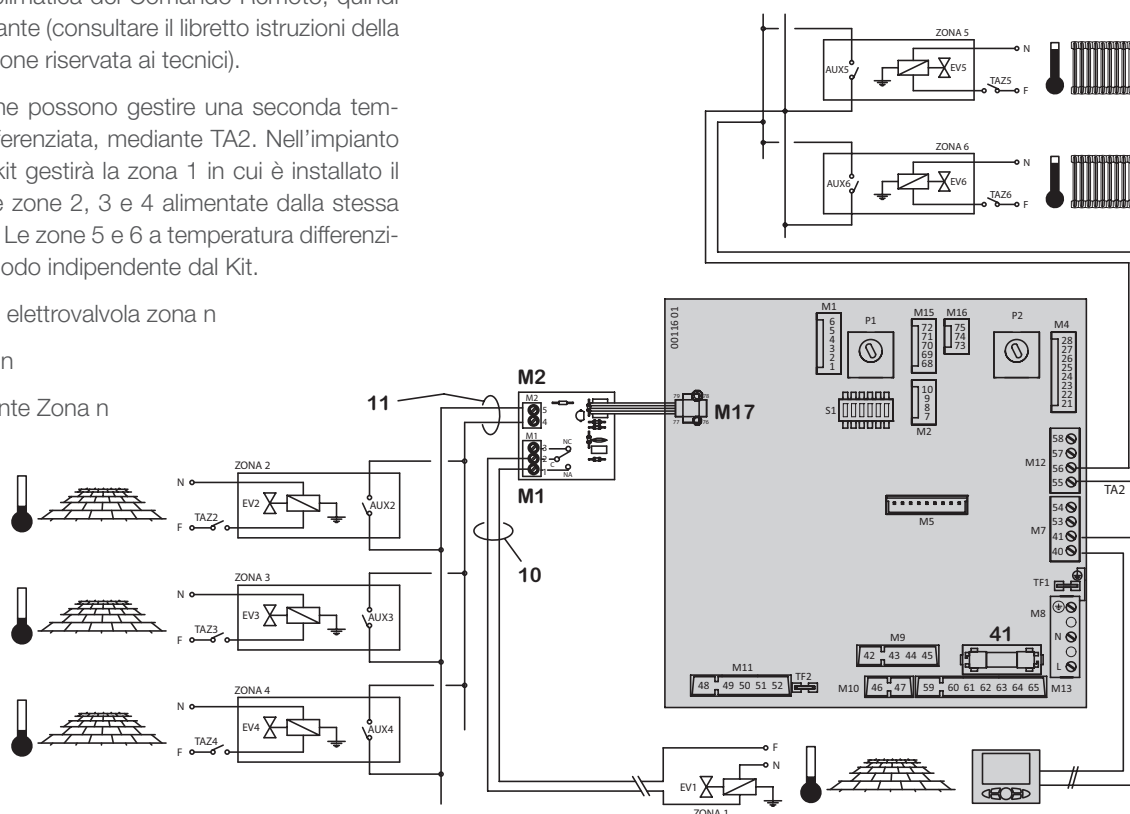 climatica del Comando Remoto, quindi
ante (consultare il libretto istruzioni della
one riservata ai tecnici).
ne possono gestire una seconda tem-
ferenziata, mediante TA2. Nell'impianto
kit gestirà la zona 1 in cui è installato il
e zone 2, 3 e 4 alimentate dalla stessa
. Le zone 5 e 6 a temperatura differenzi-
odo indipendente dal Kit.
elettrovalvola zona n
n
nte Zona n
ZONA 5
AUX5
EV5
N
TAZ5
F
ZONA 6
AUX6
EV6
N
TAZ6
F
00116 01
M1
6
5
4
3
2
1
P1
M15
72
71
70
69
68
M16
75
74
73
P2
M4
28
27
26
25
24
23
22
21
S1
10
9
8
7
M2
M2
11
M2
5
4
M1
3
2
1
NC
C
NA
M1
79
78
77
76
M17
M12
58
57
56
55
TA2
M5
M7
54
53
41
40
TF1
M8
N
L
M13
10
ZONA 2
N
EV2
AUX2
TAZ2
F
ZONA 3
N
EV3
AUX3
TAZ3
F
ZONA 4
N
EV4
AUX4
TAZ4
F
M9
42 43 44 45
41
M11
48 49 50 51 52
TF2
M10
46 47
59 60 61 62 63 64 65
F
N
EV1
ZONA 1